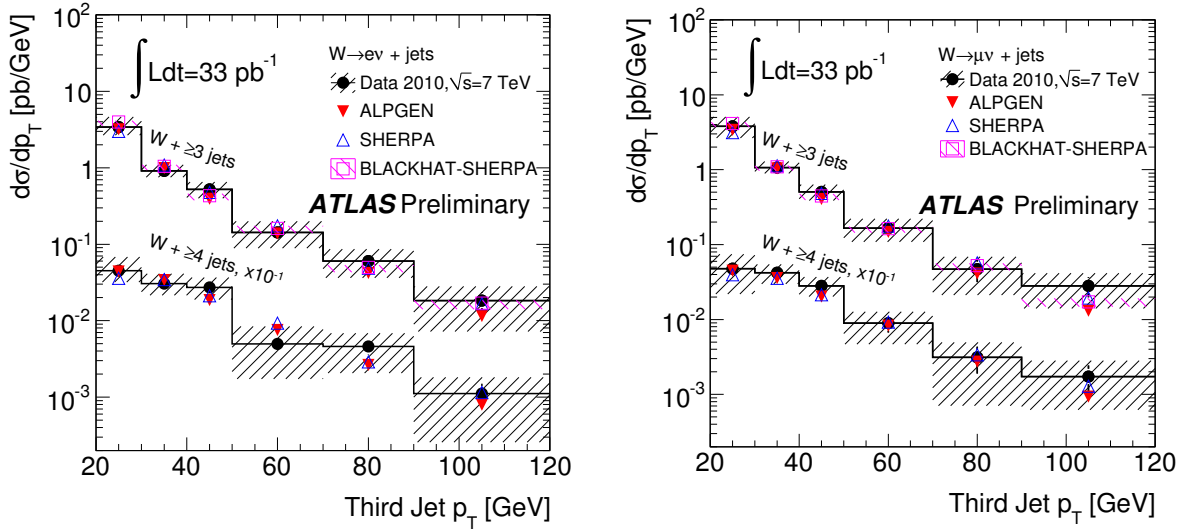 dσ/dp_T [pb/GeV]
10²
10
1
10⁻¹
10⁻²
10⁻³
∫ Ldt=33 pb⁻¹
W→eν + jets
Data 2010,√s=7 TeV
ALPGEN
SHERPA
BLACKHAT-SHERPA
W + ≥3 jets
ATLAS Preliminary
W + ≥4 jets, x10⁻¹
20 40 60 80 100 120
Third Jet p_T [GeV]
dσ/dp_T [pb/GeV]
10²
10
1
10⁻¹
10⁻²
10⁻³
∫ Ldt=33 pb⁻¹
W→μν + jets
Data 2010,√s=7 TeV
ALPGEN
SHERPA
BLACKHAT-SHERPA
W + ≥3 jets
ATLAS Preliminary
W + ≥4 jets, x10⁻¹
20 40 60 80 100 120
Third Jet p_T [GeV]